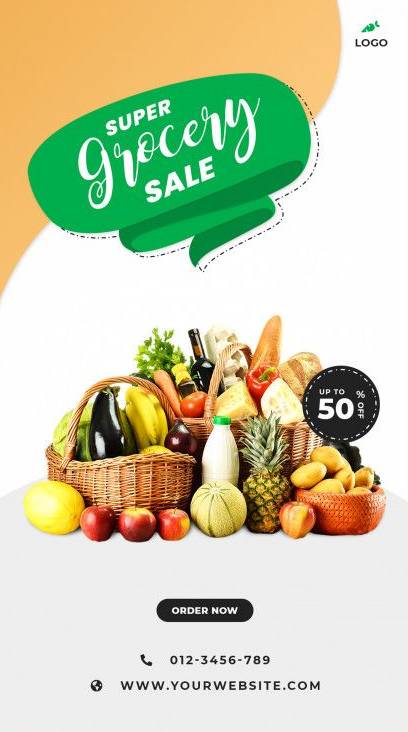 LOGO
SUPER
grocery
SALE
UP TO
50 % OFF
ORDER NOW
012-3456-789
WWW.YOURWEBSITE.COM